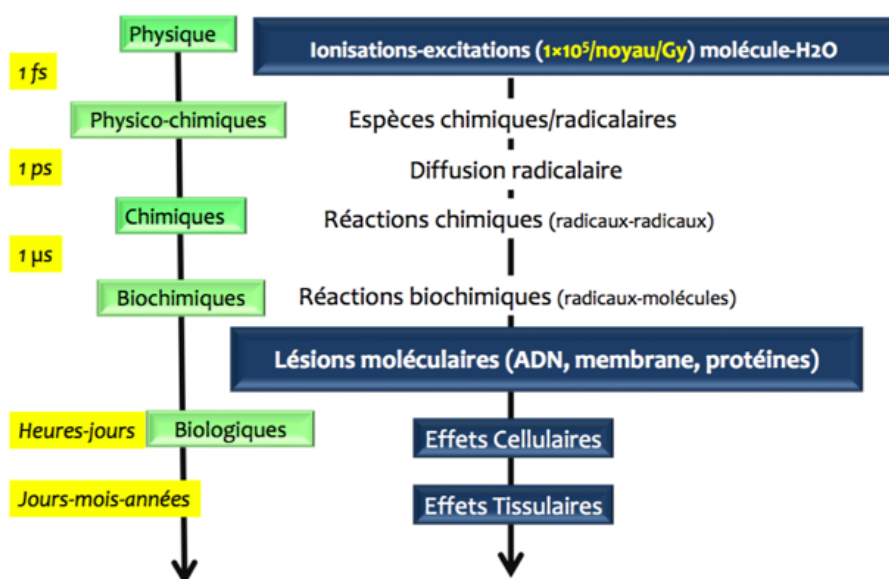 Physique
Ionisations-excitations (1×10⁵/noyau/Gy) molécule-H2O
1 fs
Physico-chimiques
Espèces chimiques/radicalaires
1 ps
Diffusion radicalaire
Chimiques
Réactions chimiques (radicaux-radicaux)
1 µs
Biochimiques
Réactions biochimiques (radicaux-molécules)
Lésions moléculaires (ADN, membrane, protéines)
Heures-jours
Biologiques
Effets Cellulaires
Jours-mois-années
Effets Tissulaires